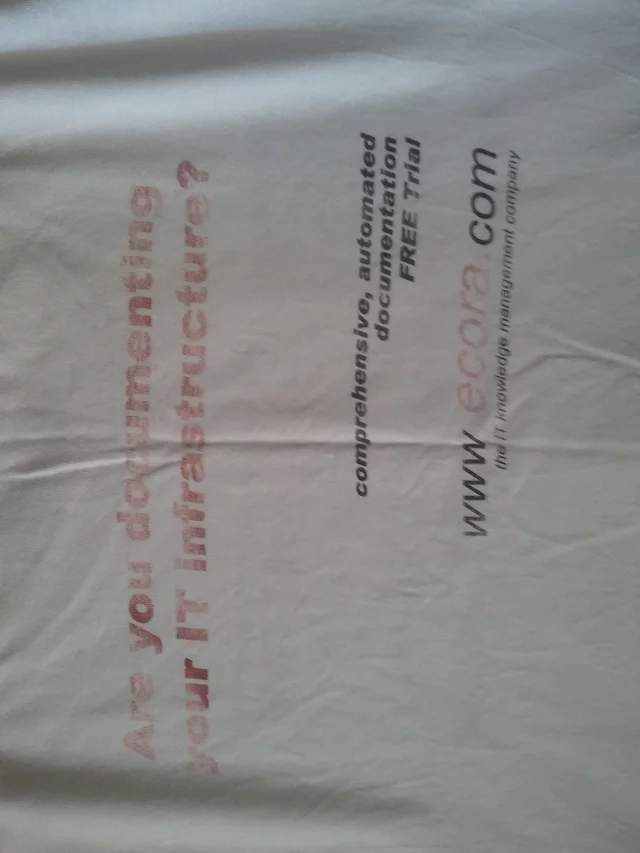 Are you documenting
your IT infrastructure?
comprehensive, automated
documentation
FREE Trial
www.ecora.com
the IT knowledge management company